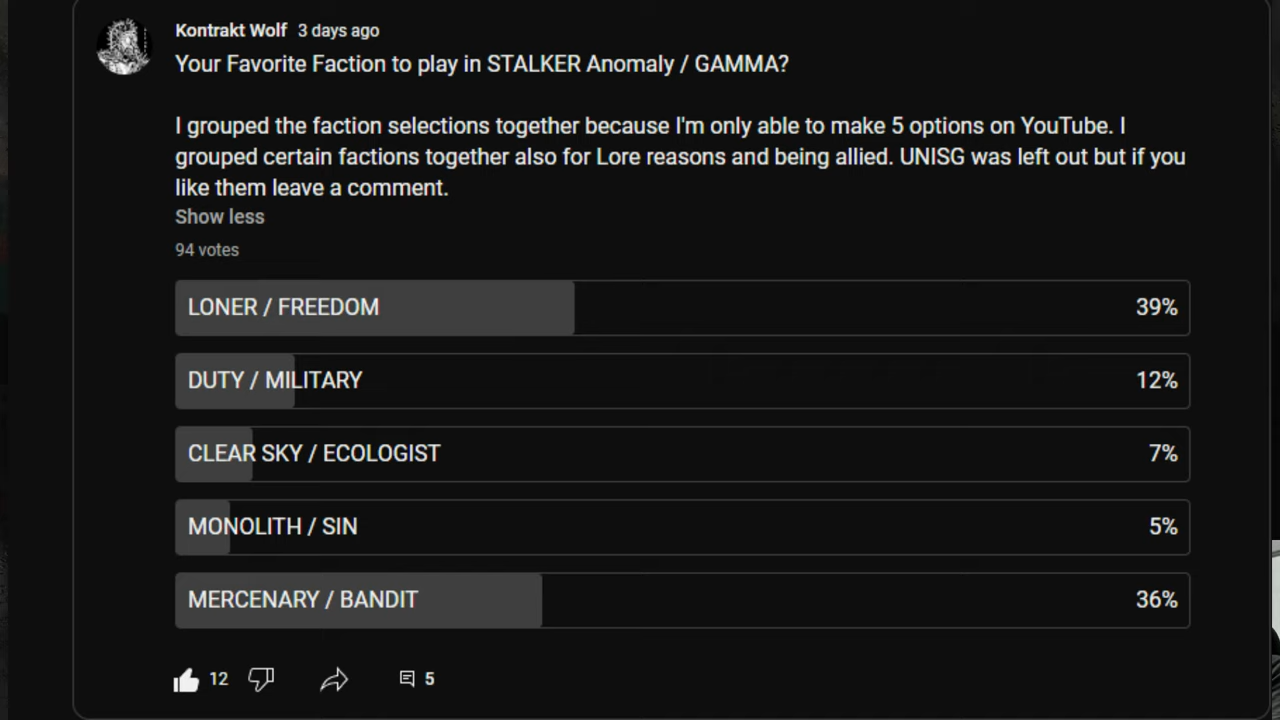 Kontrakt Wolf 3 days ago
Your Favorite Faction to play in STALKER Anomaly / GAMMA?
I grouped the faction selections together because I'm only able to make 5 options on YouTube. I
grouped certain factions together also for Lore reasons and being allied. UNISG was left out but if you
like them leave a comment.
Show less
94 votes
LONER / FREEDOM 39%
DUTY / MILITARY 12%
CLEAR SKY / ECOLOGIST 7%
MONOLITH / SIN 5%
MERCENARY / BANDIT 36%
12 5